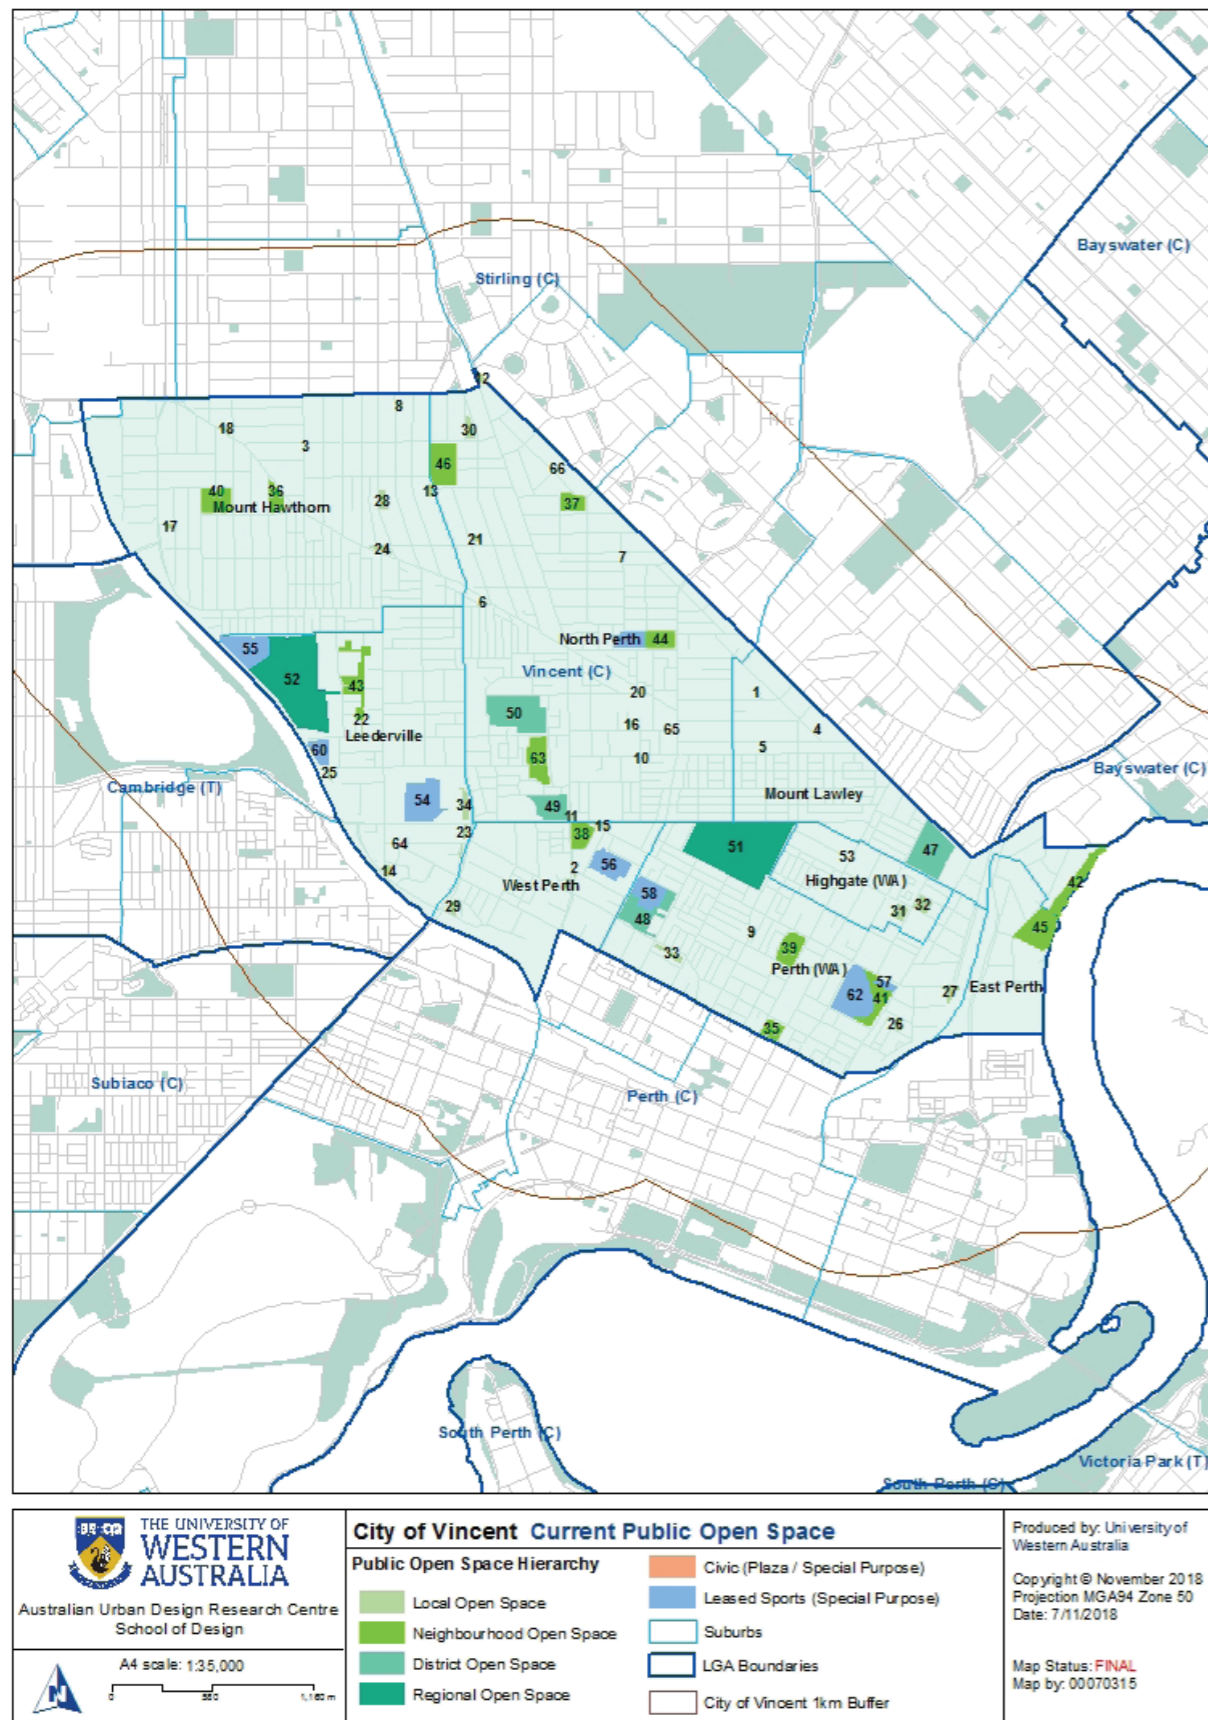 Bayswater (C)
Stirling (C)
12
8
18
30
3
46
66
40
36
13
28
37
Mount Hawthorn
17
21
24
7
6
North Perth
44
55
Vincent (C)
52
43
20
1
50
22
16
65
4
Leederville
60
5
63
10
25
Bayswater (C)
Cambridge (T)
54
34
49
Mount Lawley
11
15
23
38
64
51
53
47
56
14
2
Highgate (WA)
42
West Perth
58
29
31
32
48
9
45
39
33
Perth (WA)
57
62
41
27
East Perth
35
26
Subiaco (C)
Perth (C)
South Perth (C)
Victoria Park (T)
South Perth (C)
THE UNIVERSITY OF
WESTERN
AUSTRALIA
Australian Urban Design Research Centre
School of Design
N
A4 scale: 1:35,000
0
1,160 m
City of Vincent Current Public Open Space
Public Open Space Hierarchy
Local Open Space
Neighbourhood Open Space
District Open Space
Regional Open Space
Civic (Plaza / Special Purpose)
Leased Sports (Special Purpose)
Suburbs
LGA Boundaries
City of Vincent 1km Buffer
Produced by: University of
Western Australia
Copyright © November 2018
Projection MGA94 Zone 50
Date: 7/11/2018
Map Status: FINAL
Map by: 00070315